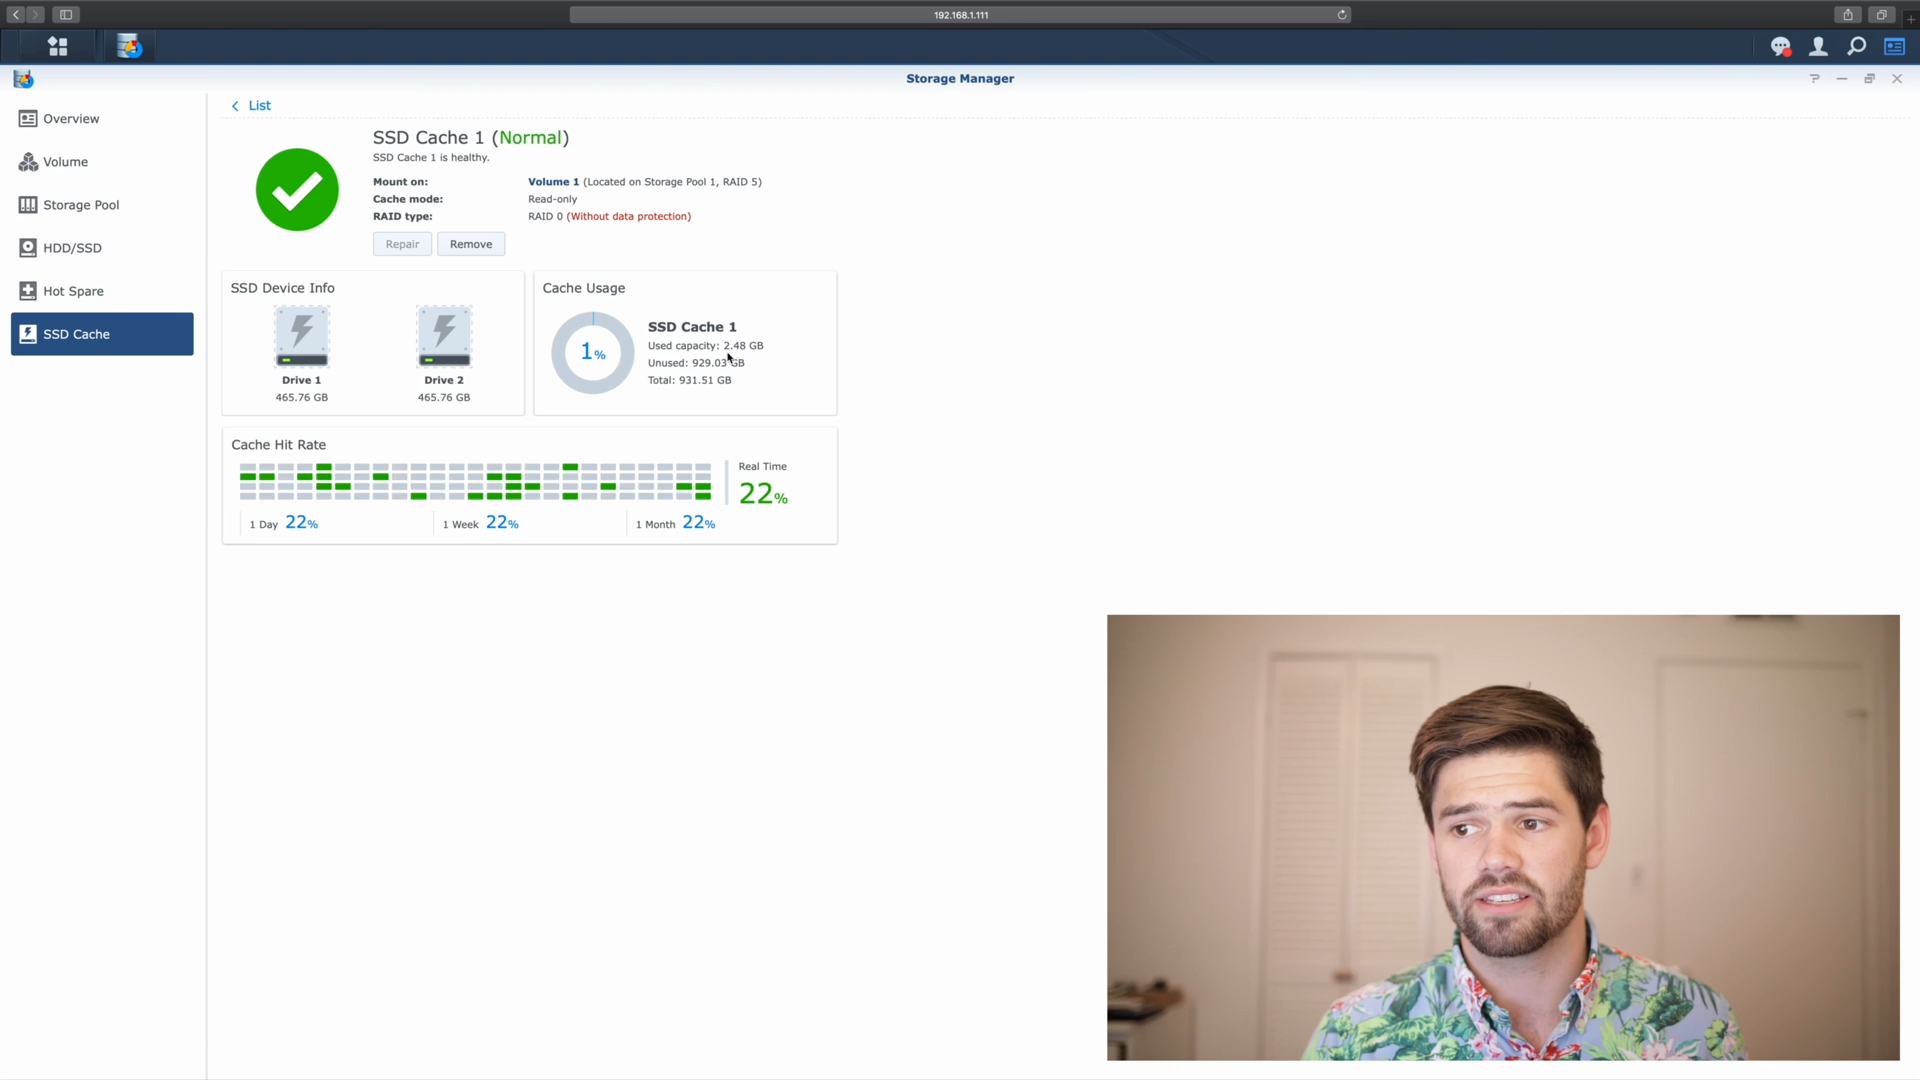 192.168.1.111
Storage Manager
Overview
Volume
Storage Pool
HDD/SSD
Hot Spare
SSD Cache
List
SSD Cache 1 (Normal)
SSD Cache 1 is healthy.
Mount on: Volume 1 (Located on Storage Pool 1, RAID 5)
Cache mode: Read-only
RAID type: RAID 0 (Without data protection)
Repair Remove
SSD Device Info
Drive 1 Drive 2
465.76 GB 465.76 GB
Cache Usage
1%
SSD Cache 1
Used capacity: 2.48 GB
Unused: 929.03 GB
Total: 931.51 GB
Cache Hit Rate
Real Time
22%
1 Day 22% 1 Week 22% 1 Month 22%